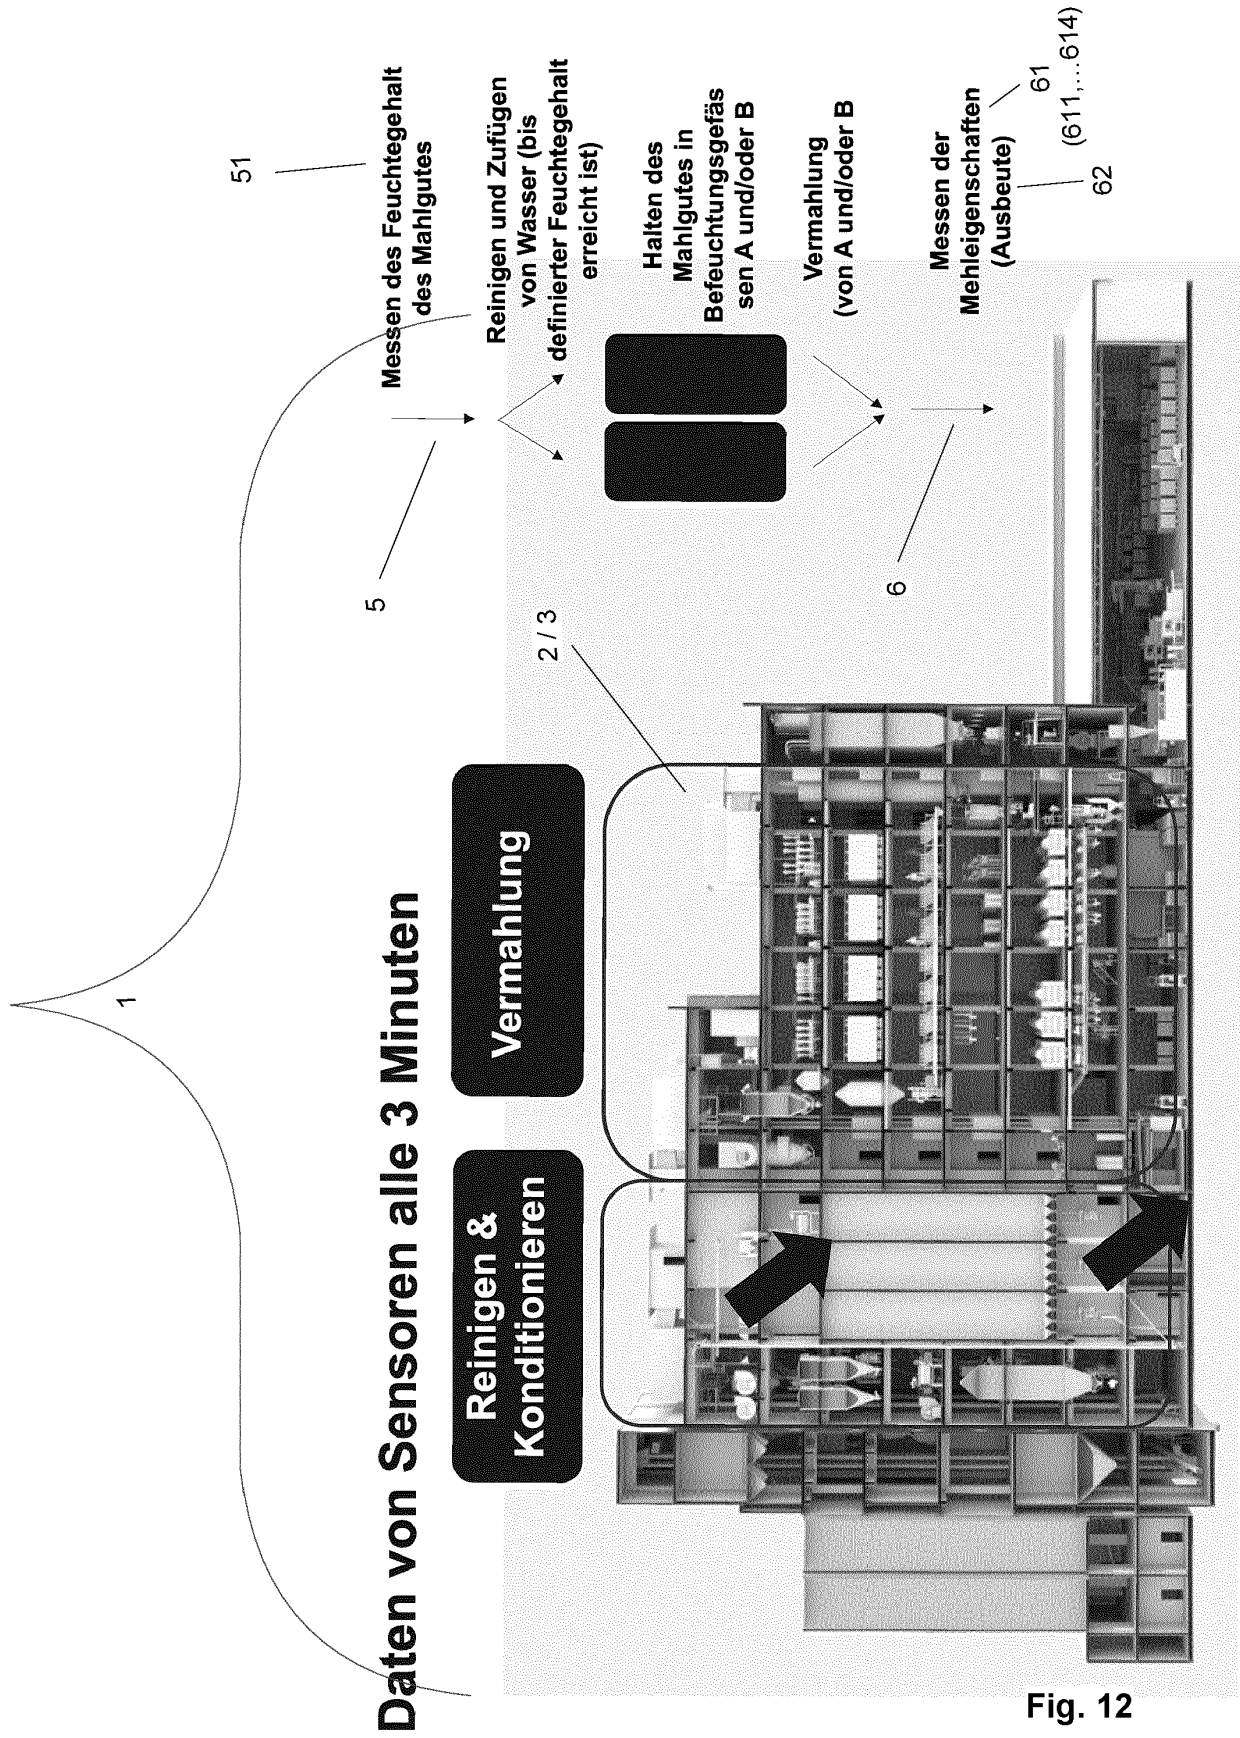 1
Daten von Sensoren alle 3 Minuten
Reinigen &
Konditionieren
Vermahlung
2 / 3
5
51
Messen des Feuchtegehalt
des Mahlgutes
Reinigen und Zufügen
von Wasser (bis
definierter Feuchtegehalt
erreicht ist)
Halten des
Mahlgutes in
Befeuchtungsgefäs
sen A und/oder B
Vermahlung
(von A und/oder B
6
Messen der
Mehleigenschaften
(Ausbeute)
61
(611,...614)
62
Fig. 12